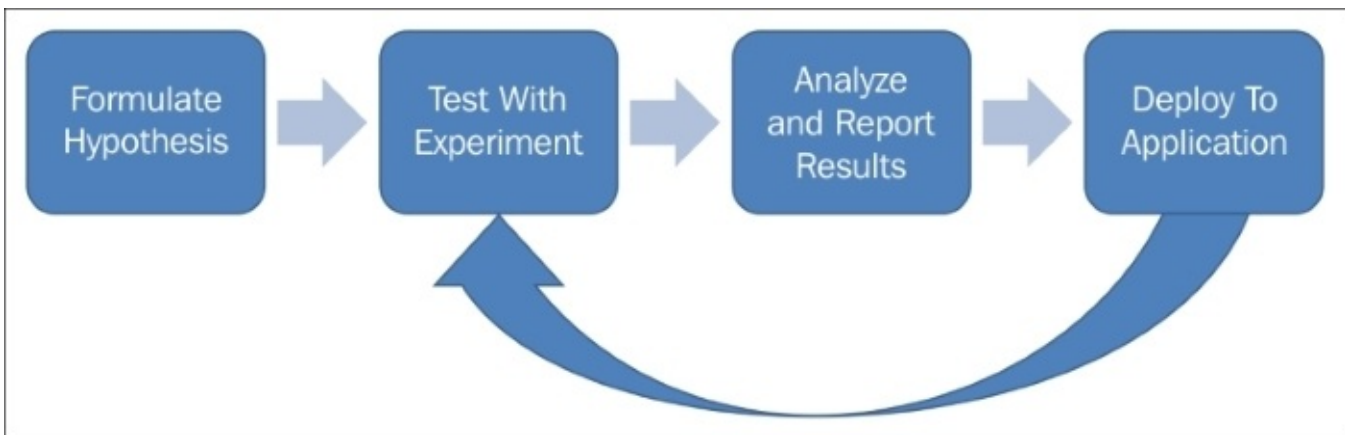 Formulate
Hypothesis
Test With
Experiment
Analyze
and Report
Results
Deploy To
Application